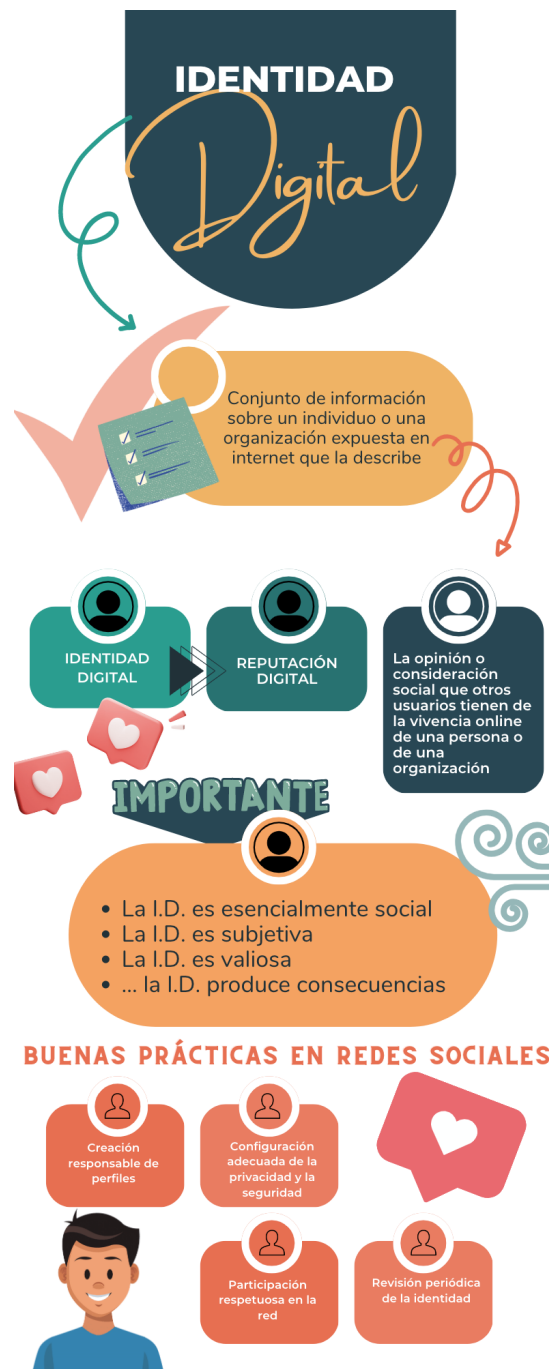 IDENTIDAD
Digital
Conjunto de información
sobre un individuo o una
organización expuesta en
internet que la describe
IDENTIDAD
DIGITAL
REPUTACIÓN
DIGITAL
La opinión o
consideración
social que otros
usuarios tienen de
la vivencia online
de una persona o
de una
organización
IMPORTANTE
• La I.D. es esencialmente social
• La I.D. es subjetiva
• La I.D. es valiosa
• ... la I.D. produce consecuencias
BUENAS PRÁCTICAS EN REDES SOCIALES
Creación
responsable de
perfiles
Configuración
adecuada de la
privacidad y la
seguridad
Participación
respetuosa en la
red
Revisión periódica
de la identidad